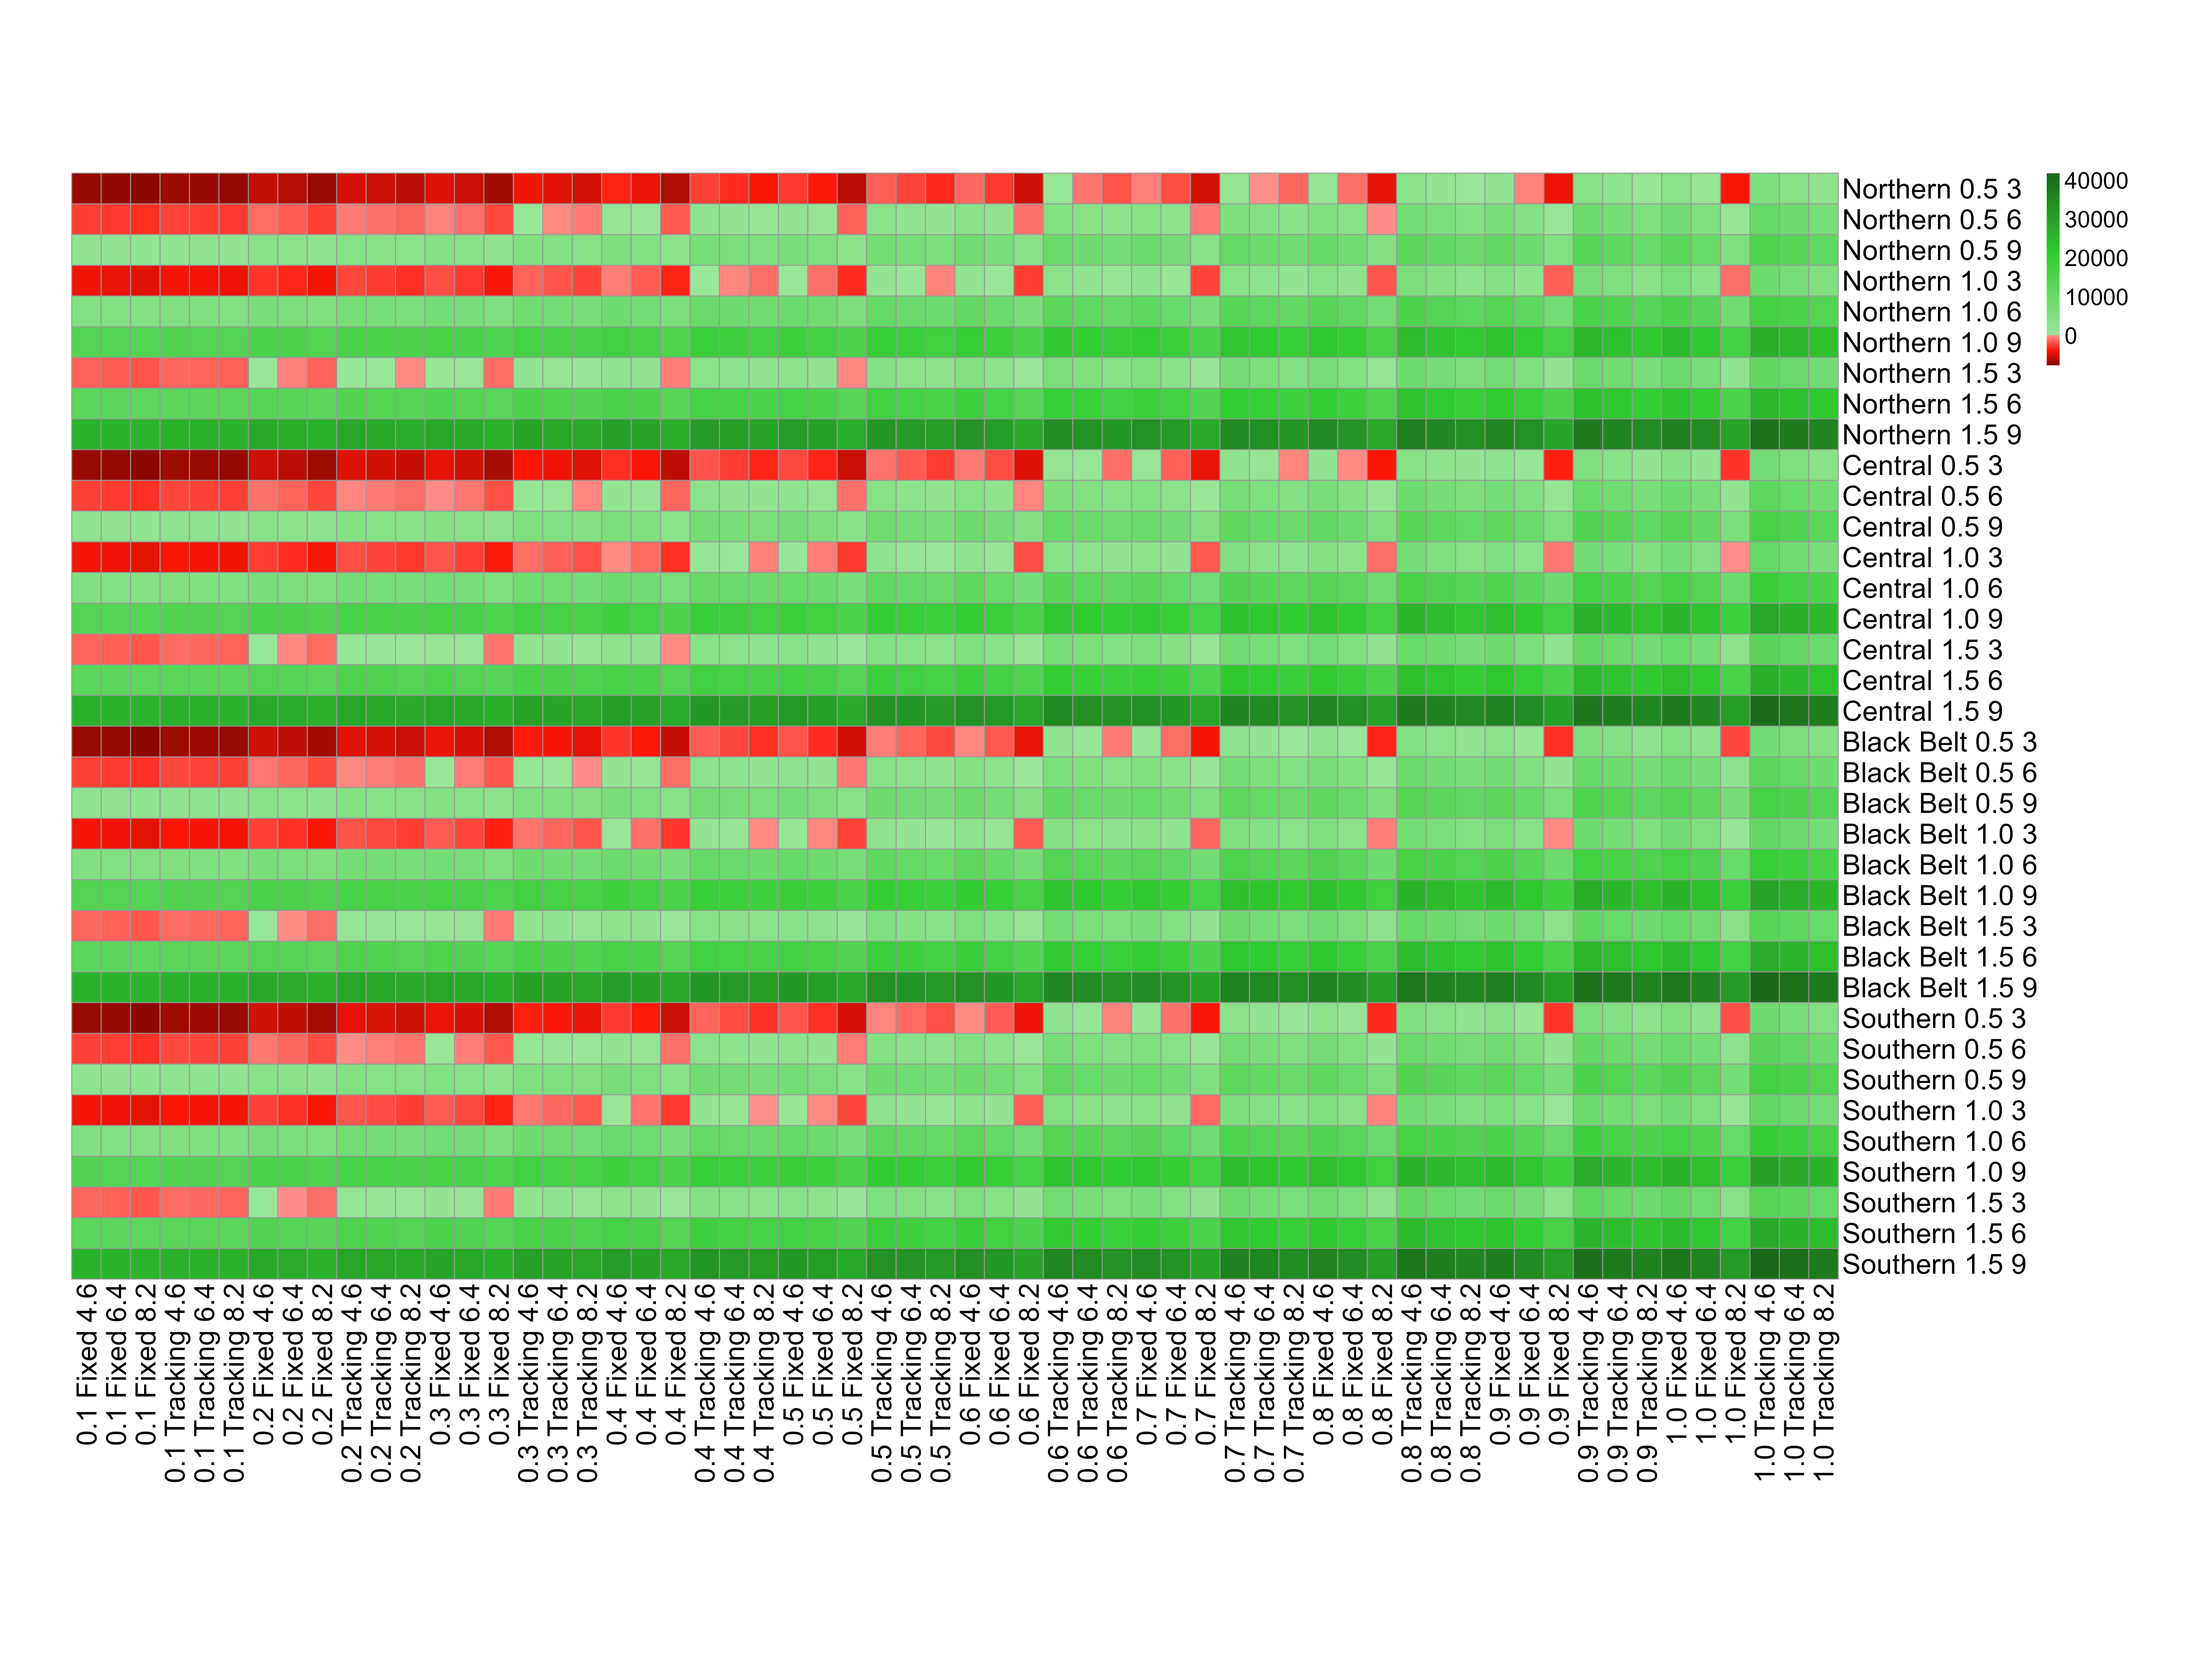 Northern 0.5 3
Northern 0.5 6
Northern 0.5 9
Northern 1.0 3
Northern 1.0 6
Northern 1.0 9
Northern 1.5 3
Northern 1.5 6
Northern 1.5 9
Central 0.5 3
Central 0.5 6
Central 0.5 9
Central 1.0 3
Central 1.0 6
Central 1.0 9
Central 1.5 3
Central 1.5 6
Central 1.5 9
Black Belt 0.5 3
Black Belt 0.5 6
Black Belt 0.5 9
Black Belt 1.0 3
Black Belt 1.0 6
Black Belt 1.0 9
Black Belt 1.5 3
Black Belt 1.5 6
Black Belt 1.5 9
Southern 0.5 3
Southern 0.5 6
Southern 0.5 9
Southern 1.0 3
Southern 1.0 6
Southern 1.0 9
Southern 1.5 3
Southern 1.5 6
Southern 1.5 9
40000
30000
20000
10000
0
0.1 Fixed 4.6
0.1 Fixed 6.4
0.1 Fixed 8.2
0.1 Tracking 4.6
0.1 Tracking 6.4
0.1 Tracking 8.2
0.2 Fixed 4.6
0.2 Fixed 6.4
0.2 Fixed 8.2
0.2 Tracking 4.6
0.2 Tracking 6.4
0.2 Tracking 8.2
0.3 Fixed 4.6
0.3 Fixed 6.4
0.3 Fixed 8.2
0.3 Tracking 4.6
0.3 Tracking 6.4
0.3 Tracking 8.2
0.4 Fixed 4.6
0.4 Fixed 6.4
0.4 Fixed 8.2
0.4 Tracking 4.6
0.4 Tracking 6.4
0.4 Tracking 8.2
0.5 Fixed 4.6
0.5 Fixed 6.4
0.5 Fixed 8.2
0.5 Tracking 4.6
0.5 Tracking 6.4
0.5 Tracking 8.2
0.6 Fixed 4.6
0.6 Fixed 6.4
0.6 Fixed 8.2
0.6 Tracking 4.6
0.6 Tracking 6.4
0.6 Tracking 8.2
0.7 Fixed 4.6
0.7 Fixed 6.4
0.7 Fixed 8.2
0.7 Tracking 4.6
0.7 Tracking 6.4
0.7 Tracking 8.2
0.8 Fixed 4.6
0.8 Fixed 6.4
0.8 Fixed 8.2
0.8 Tracking 4.6
0.8 Tracking 6.4
0.8 Tracking 8.2
0.9 Fixed 4.6
0.9 Fixed 6.4
0.9 Fixed 8.2
0.9 Tracking 4.6
0.9 Tracking 6.4
0.9 Tracking 8.2
1.0 Fixed 4.6
1.0 Fixed 6.4
1.0 Fixed 8.2
1.0 Tracking 4.6
1.0 Tracking 6.4
1.0 Tracking 8.2